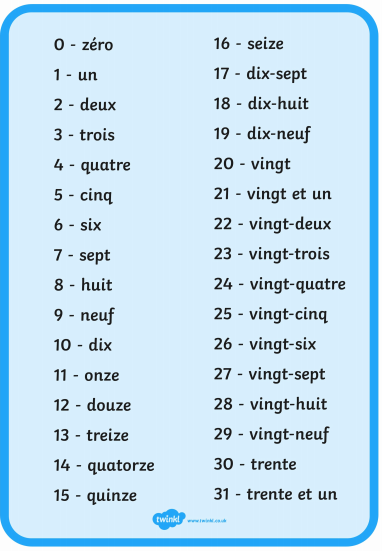 0 - zéro
1 - un
2 - deux
3 - trois
4 - quatre
5 - cinq
6 - six
7 - sept
8 - huit
9 - neuf
10 - dix
11 - onze
12 - douze
13 - treize
14 - quatorze
15 - quinze
16 - seize
17 - dix-sept
18 - dix-huit
19 - dix-neuf
20 - vingt
21 - vingt et un
22 - vingt-deux
23 - vingt-trois
24 - vingt-quatre
25 - vingt-cinq
26 - vingt-six
27 - vingt-sept
28 - vingt-huit
29 - vingt-neuf
30 - trente
31 - trente et un
twinkl www.twinkl.co.uk